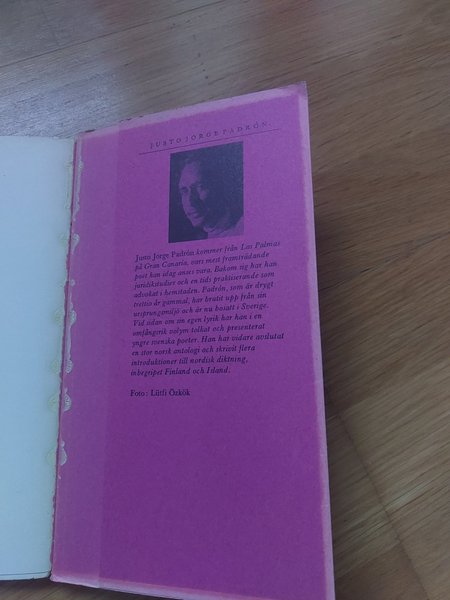 JUSTO JORGE PADRÓN
Justo Jorge Padrón kommer från Las Palmas
på Gran Canaria, vars mest framstående
poet han idag anses vara. Bakom sig har han
juridikstudier och en tids praktiserande som
advokat i hemstaden. Padrón, som är drygt
trettio år gammal, har brutit upp från sin
ursprungsmiljö och är nu bosatt i Sverige.
Vid sidan om sin egen lyrik har han i en
omfångsrik volym tolkat och presenterat
yngre svenska poeter. Han har vidare avslutat
en stor norsk antologi och skrivit flera
introduktioner till nordisk diktning,
inbegripet Finland och Island.
Foto: Lütfi Özkök